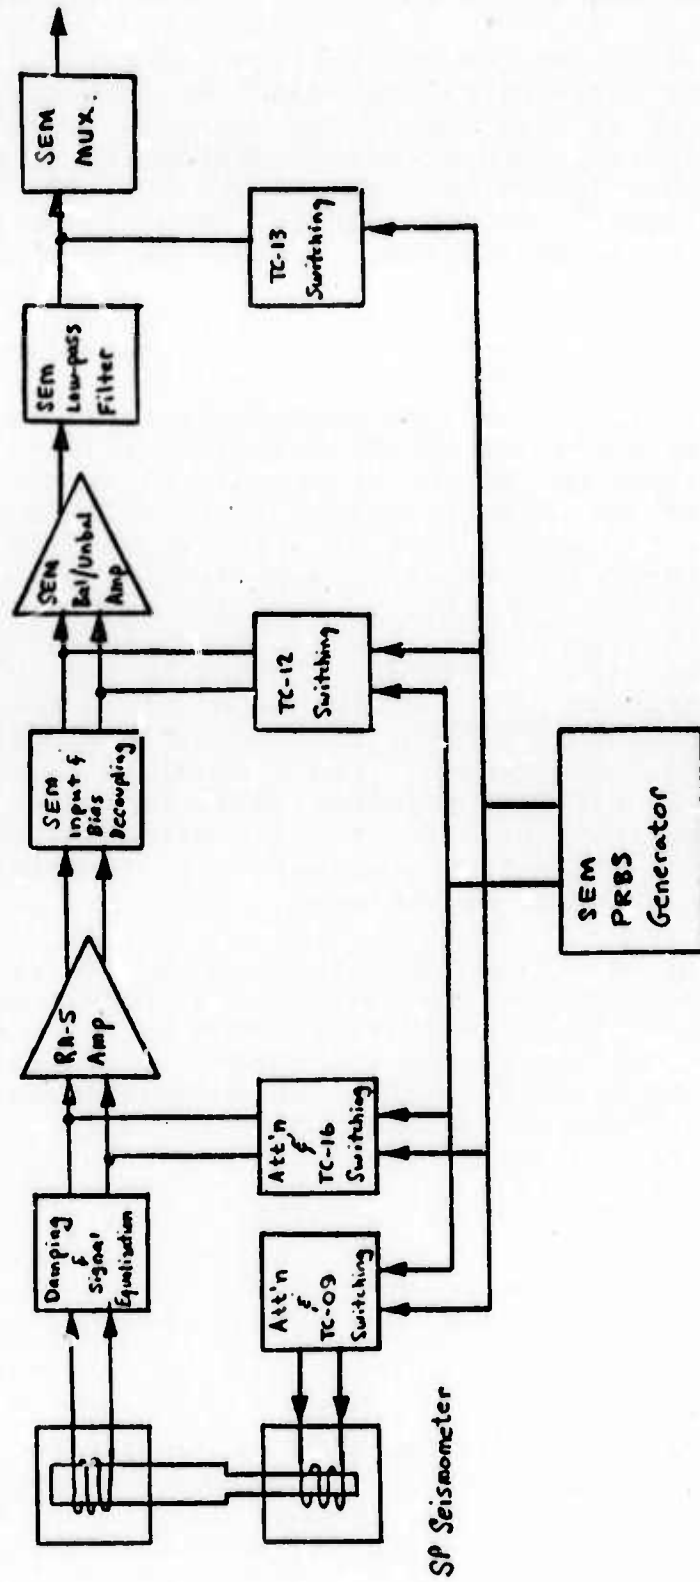 SEM
MUX.
SEM
Low-pass
Filter
TC-13
Switching
SEM
Bal/Unbal
Amp
SEM
Input &
Bias
Decoupling
TC-12
Switching
RA-5
Amp.
Damping
&
Signal
Equalization
Att'n
&
TC-16
Switching
Att'n
&
TC-09
Switching
SP Seismometer
SEM
PRBS
Generator